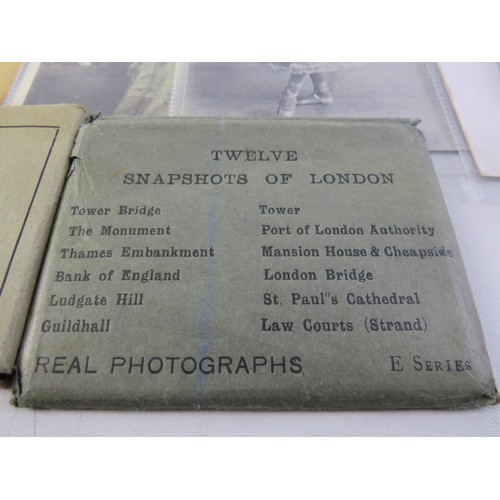 TWELVE
SNAPSHOTS OF LONDON
Tower Bridge
The Monument
Thames Embankment
Bank of England
Ludgate Hill
Guildhall
Tower
Port of London Authority
Mansion House & Cheapside
London Bridge
St. Paul"s Cathedral
Law Courts (Strand)
REAL PHOTOGRAPHS
E SERIES